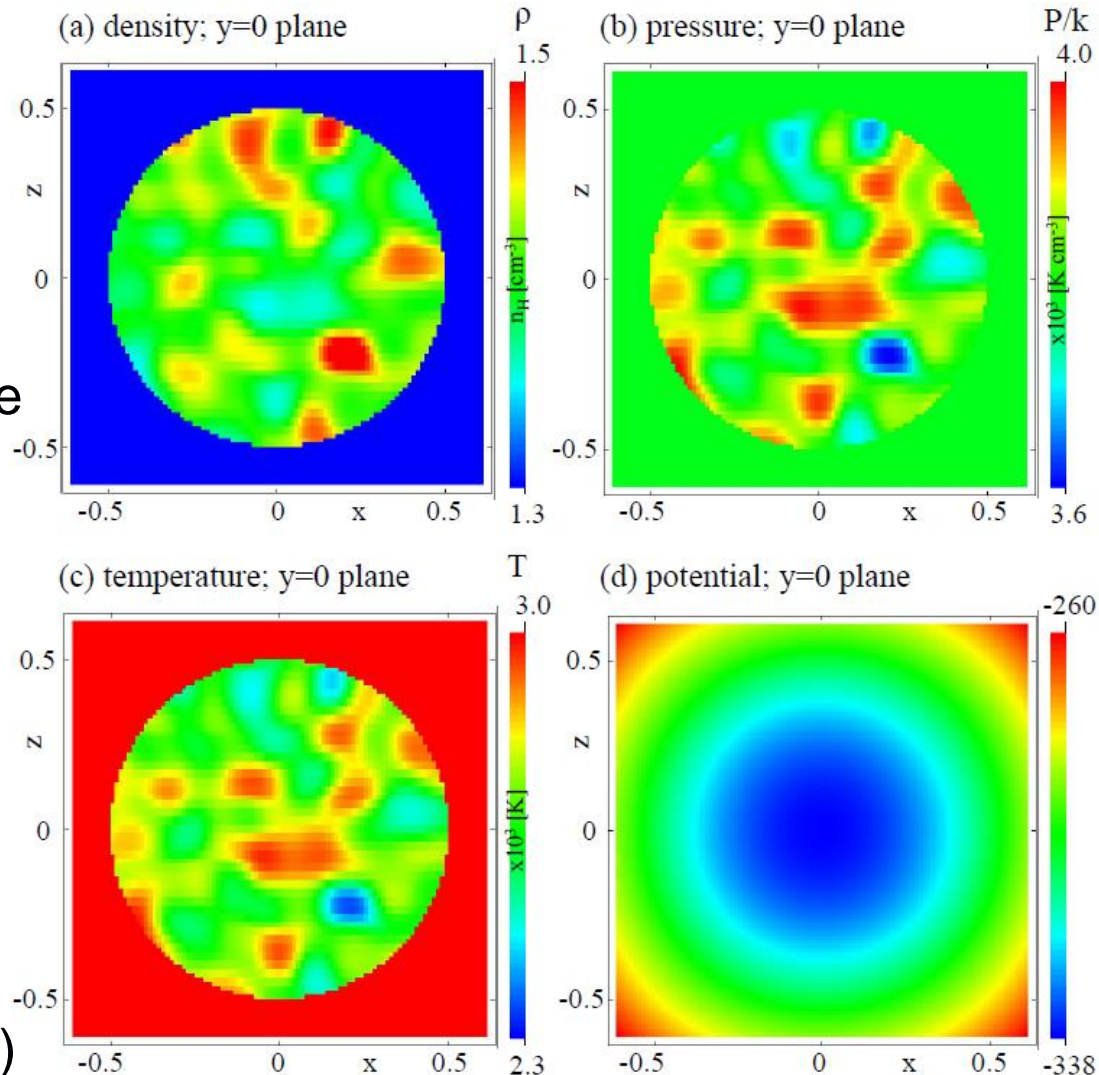 (a) density; y=0 plane
ρ
1.5
0.5
z
0
-0.5
-0.5
0
x
0.5
n_H [cm⁻³]
1.3
(b) pressure; y=0 plane
P/k
4.0
0.5
z
0
-0.5
-0.5
0
x
0.5
x10³ [K cm⁻³]
3.6
e
(c) temperature; y=0 plane
T
3.0
0.5
z
0
-0.5
-0.5
0
x
0.5
x10³ [K]
2.3
(d) potential; y=0 plane
-260
0.5
z
0
-0.5
-0.5
0
x
0.5
-338
)